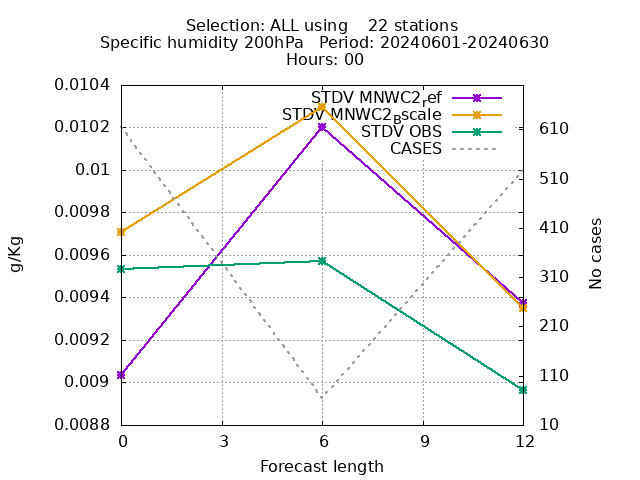 Selection: ALL using 22 stations
Specific humidity 200hPa Period: 20240601-20240630
Hours: 00
STDV MNWC2_ref
STDV MNWC2_Bscale
STDV OBS
CASES
g/Kg
0.0104
0.0102
0.01
0.0098
0.0096
0.0094
0.0092
0.009
0.0088
No cases
610
510
410
310
210
110
10
0 3 6 9 12
Forecast length